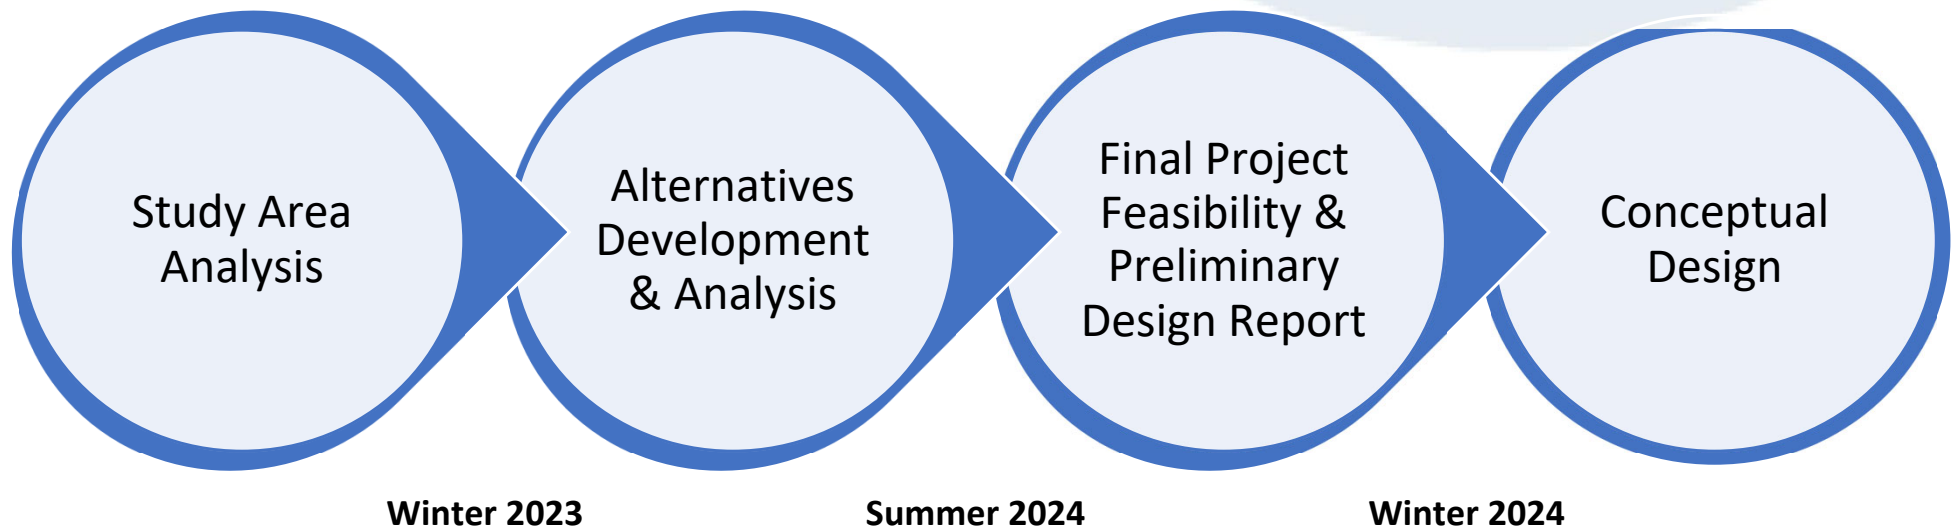 Study Area
Analysis
Alternatives
Development
& Analysis
Final Project
Feasibility &
Preliminary
Design Report
Conceptual
Design
Winter 2023
Summer 2024
Winter 2024